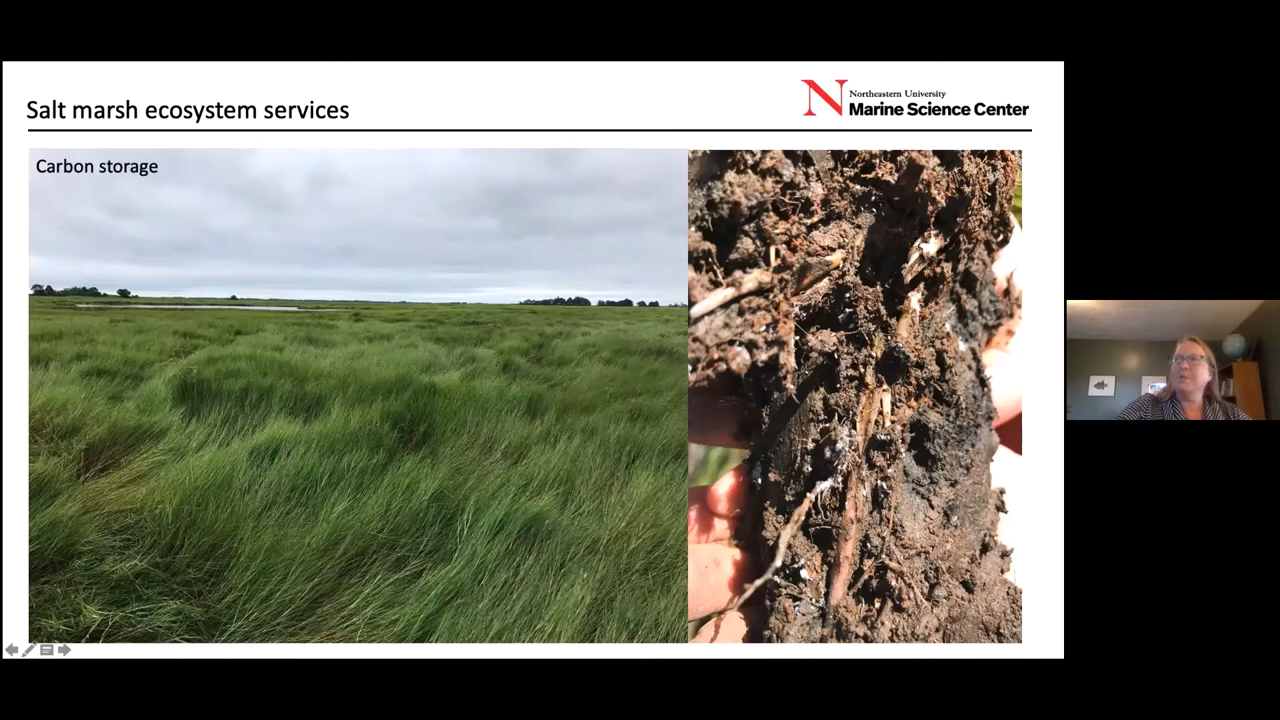 Salt marsh ecosystem services
N
Northeastern University
Marine Science Center
Carbon storage